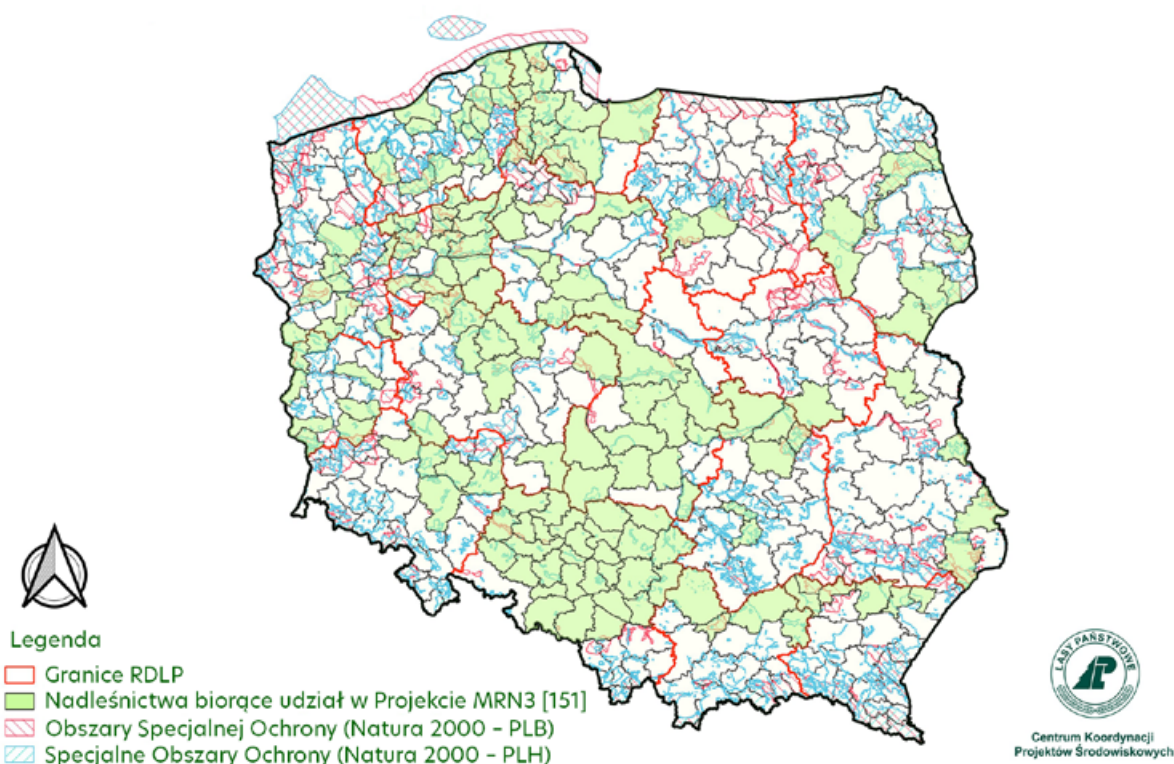 Legenda
Granice RDLP
Nadleśnictwa biorące udział w Projekcie MRN3 [151]
Obszary Specjalnej Ochrony (Natura 2000 - PLB)
Specjalne Obszary Ochrony (Natura 2000 - PLH)
LASY PAŃSTWOWE
Centrum Koordynacji
Projektów Środowiskowych